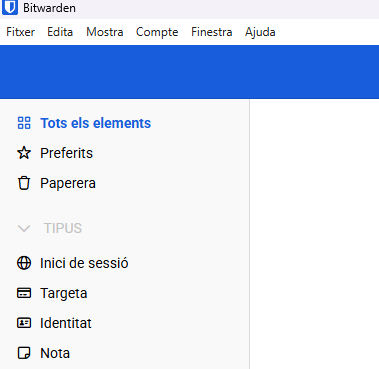 Bitwarden
Fitxer Edita Mostra Compte Finestra Ajuda
Tots els elements
Preferits
Paperera
TIPUS
Inici de sessió
Targeta
Identitat
Nota